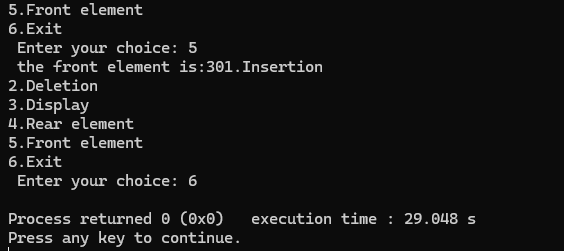 5.Front element
6.Exit
 Enter your choice: 5
 the front element is:301.Insertion
2.Deletion
3.Display
4.Rear element
5.Front element
6.Exit
 Enter your choice: 6

Process returned 0 (0x0)   execution time : 29.048 s
Press any key to continue.